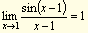 lim x→1 sin(x−1)/(x−1) = 1